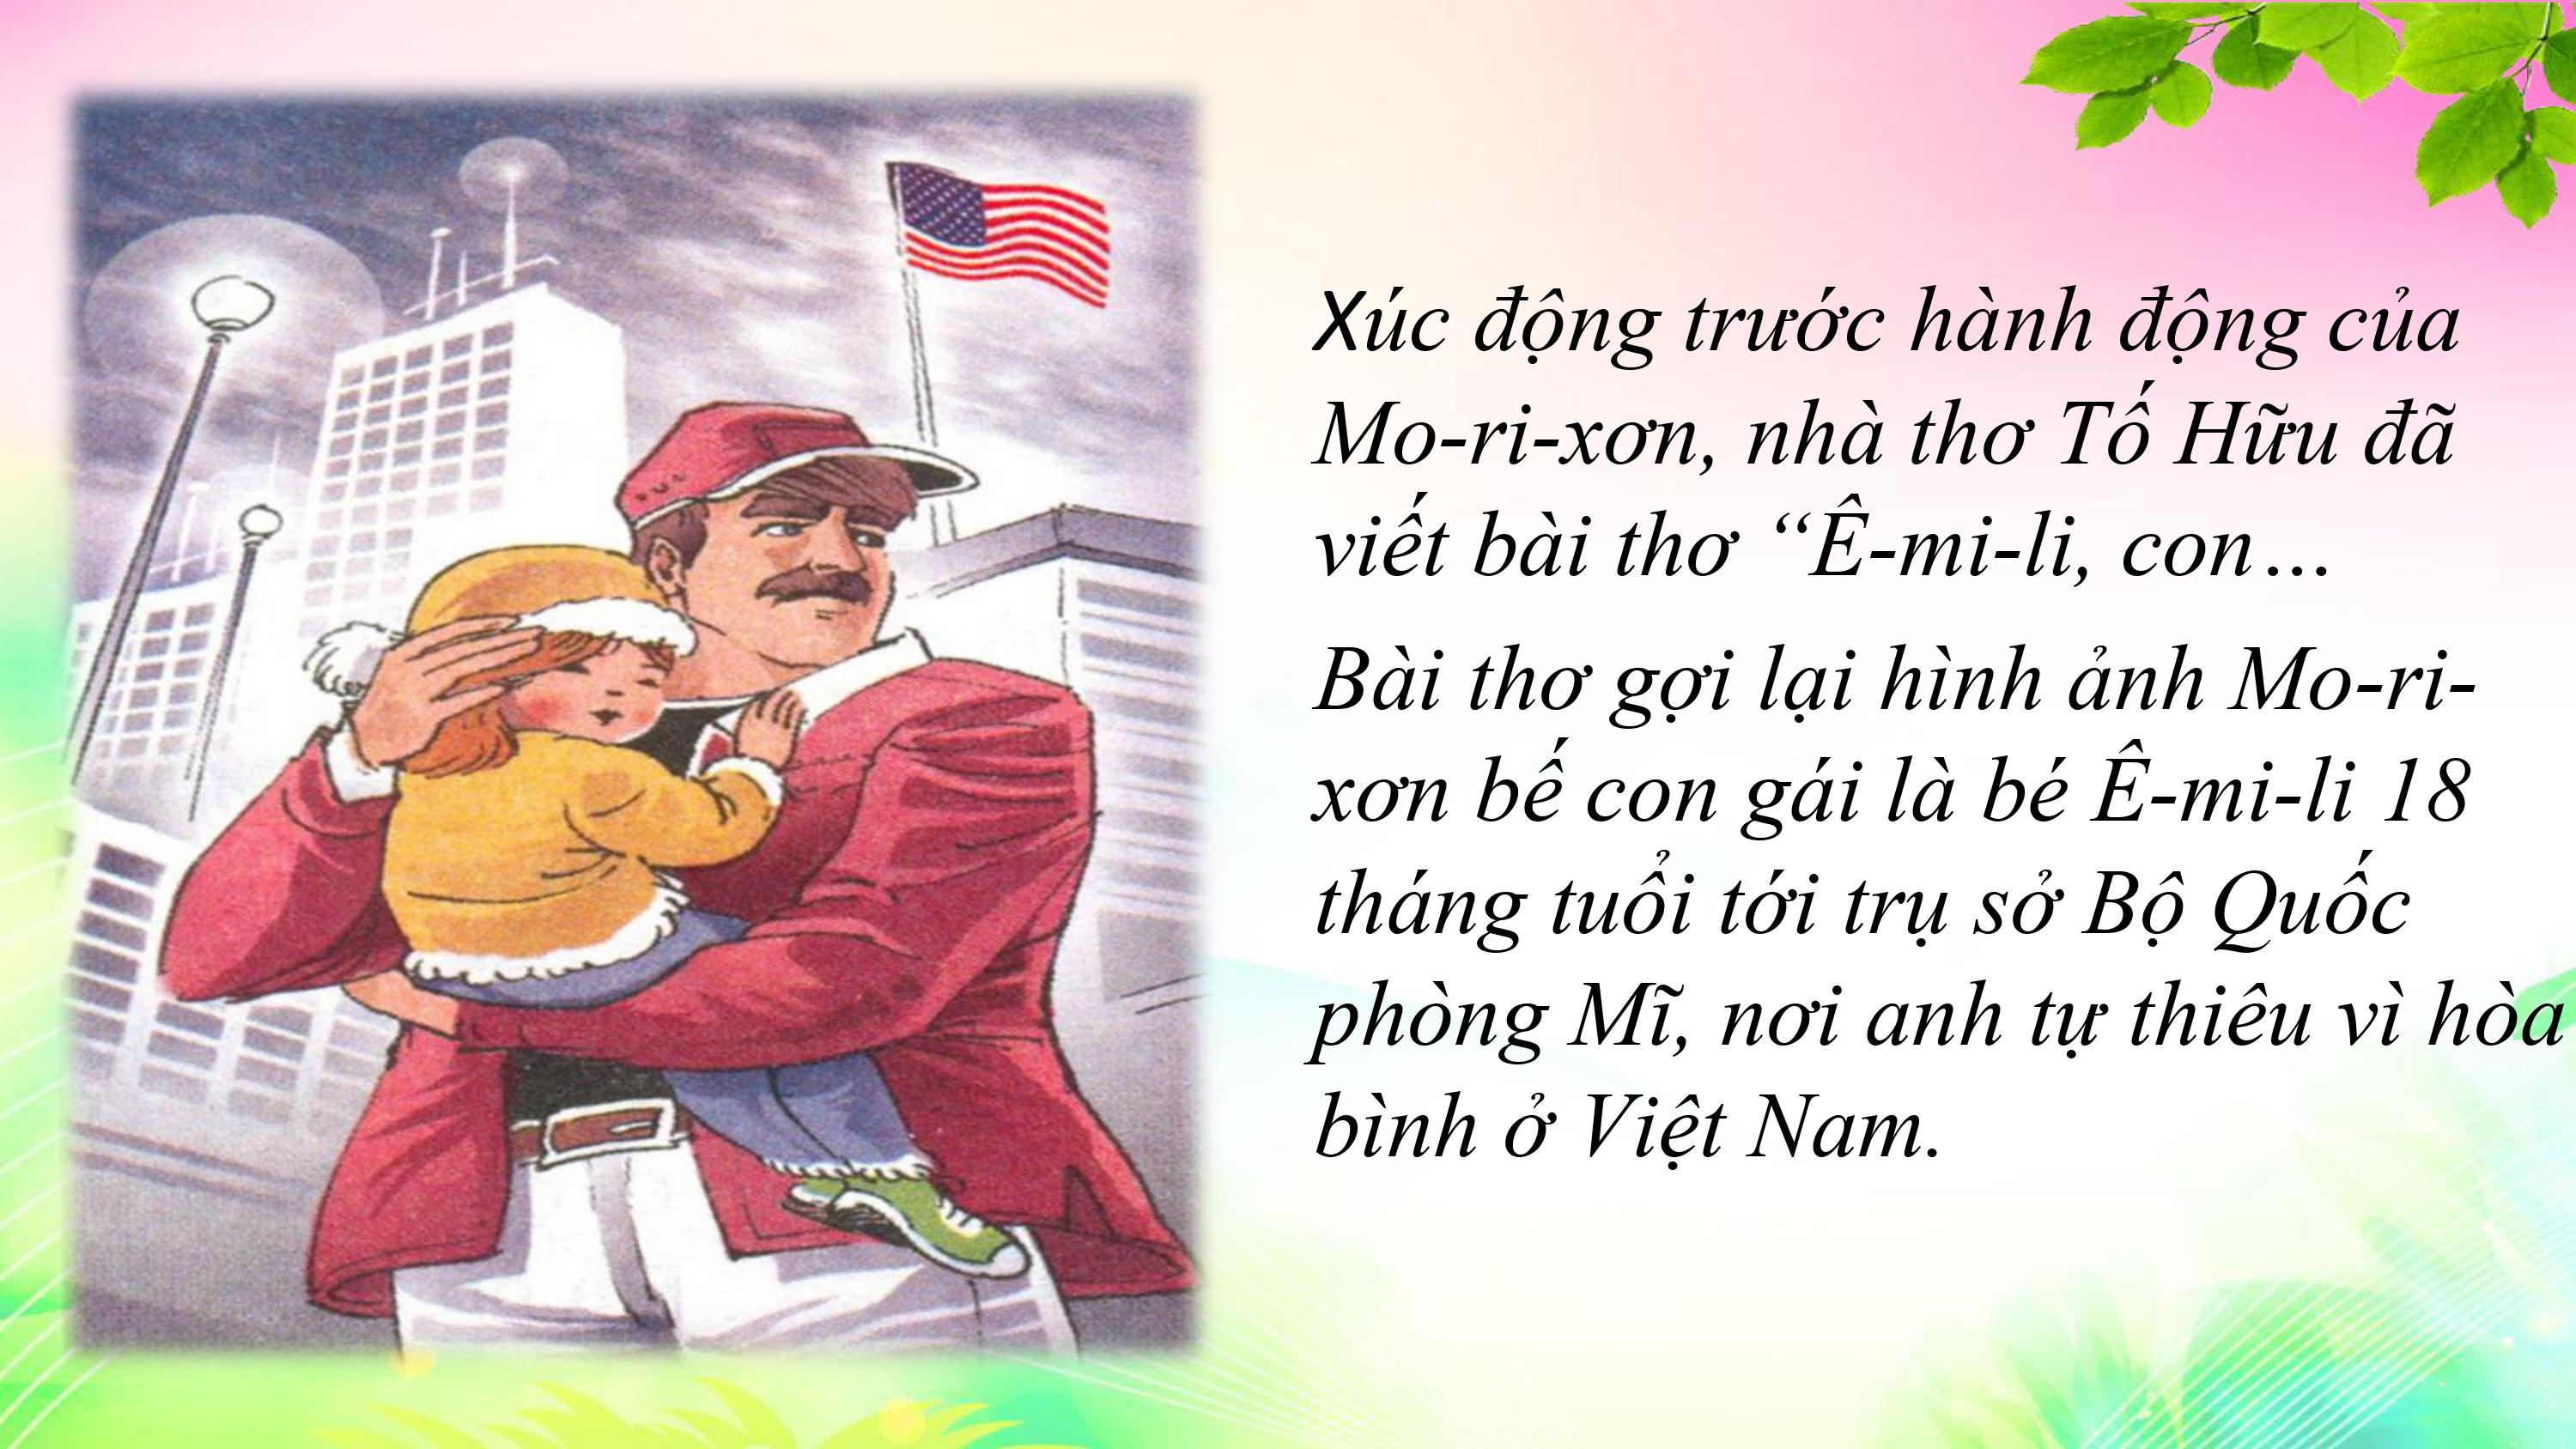 Xúc động trước hành động của
Mo-ri-xơn, nhà thơ Tố Hữu đã
viết bài thơ “Ê-mi-li, con…
Bài thơ gợi lại hình ảnh Mo-ri-
xơn bế con gái là bé Ê-mi-li 18
tháng tuổi tới trụ sở Bộ Quốc
phòng Mĩ, nơi anh tự thiêu vì hòa
bình ở Việt Nam.